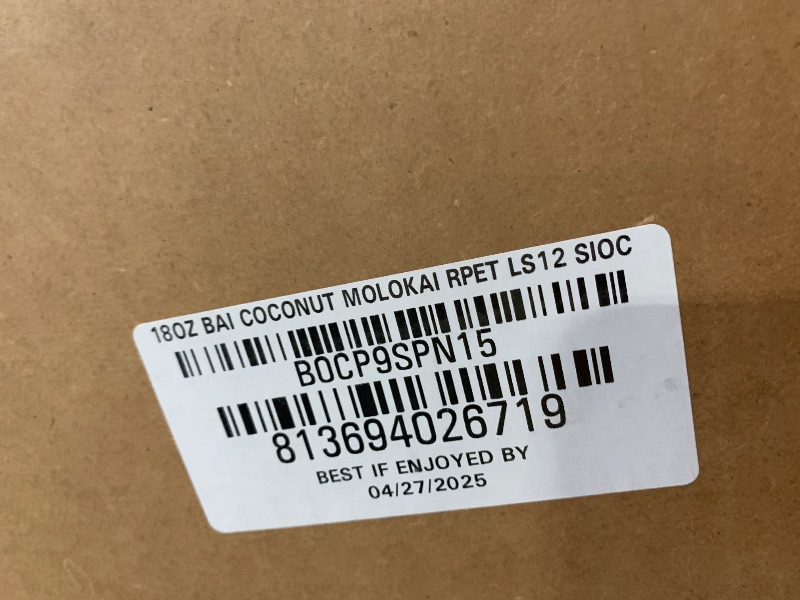 18OZ BAI COCONUT MOLOKAI RPET LS12 SIOC
B0CP9SPN15
813694026719
BEST IF ENJOYED BY
04/27/2025